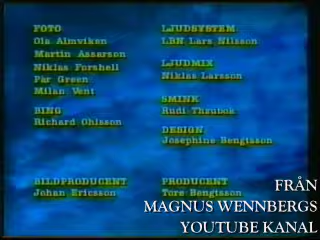 FOTO
Ola Almviken
Martin Assarson
Niklas Forshell
Pär Green
Milan Vent
BING
Richard Ohlsson
BILDPRODUCENT
Johan Ericsson
LJUDSYSTEM
LBN Lars Nilsson
LJUDMIX
Niklas Larsson
SMINK
Rudi Thrubok
DESIGN
Josephine Bengtsson
PRODUCENT
Tore Bengtsson
FRÅN
MAGNUS WENNBERGS
YOUTUBE KANAL